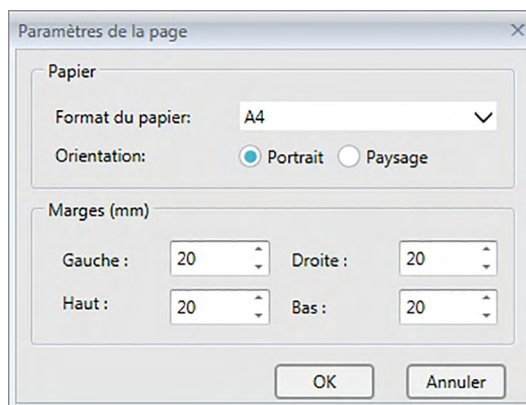 Paramètres de la page
Papier
Format du papier: A4
Orientation: Portrait Paysage
Marges (mm)
Gauche : 20 Droite : 20
Haut : 20 Bas : 20
OK Annuler